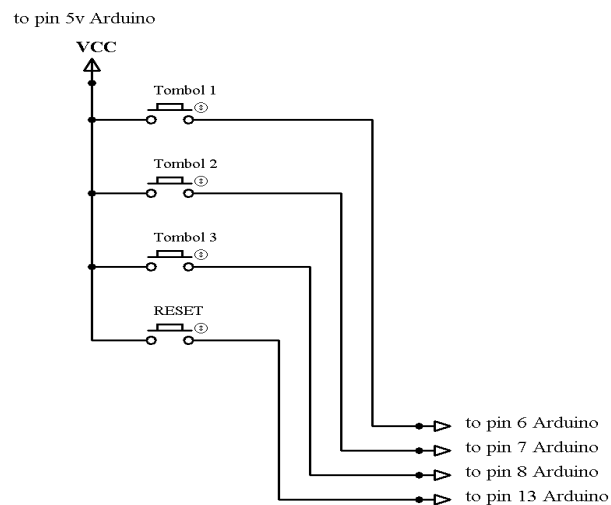 to pin 5v Arduino
VCC
Tombol 1
Tombol 2
Tombol 3
RESET
to pin 6 Arduino
to pin 7 Arduino
to pin 8 Arduino
to pin 13 Arduino